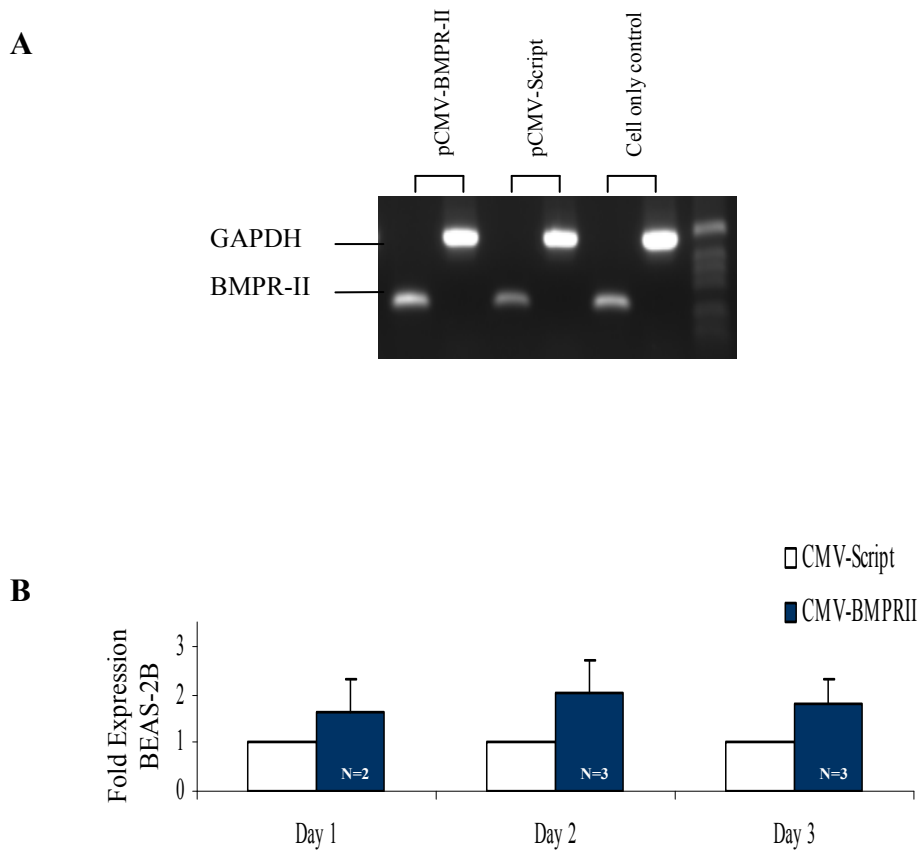 A
pCMV-BMPR-II
pCMV-Script
Cell only control
GAPDH
BMPR-II
B
CMV-Script
CMV-BMPRII
Fold Expression
BEAS-2B
3
2
1
0
N=2
N=3
N=3
Day 1
Day 2
Day 3